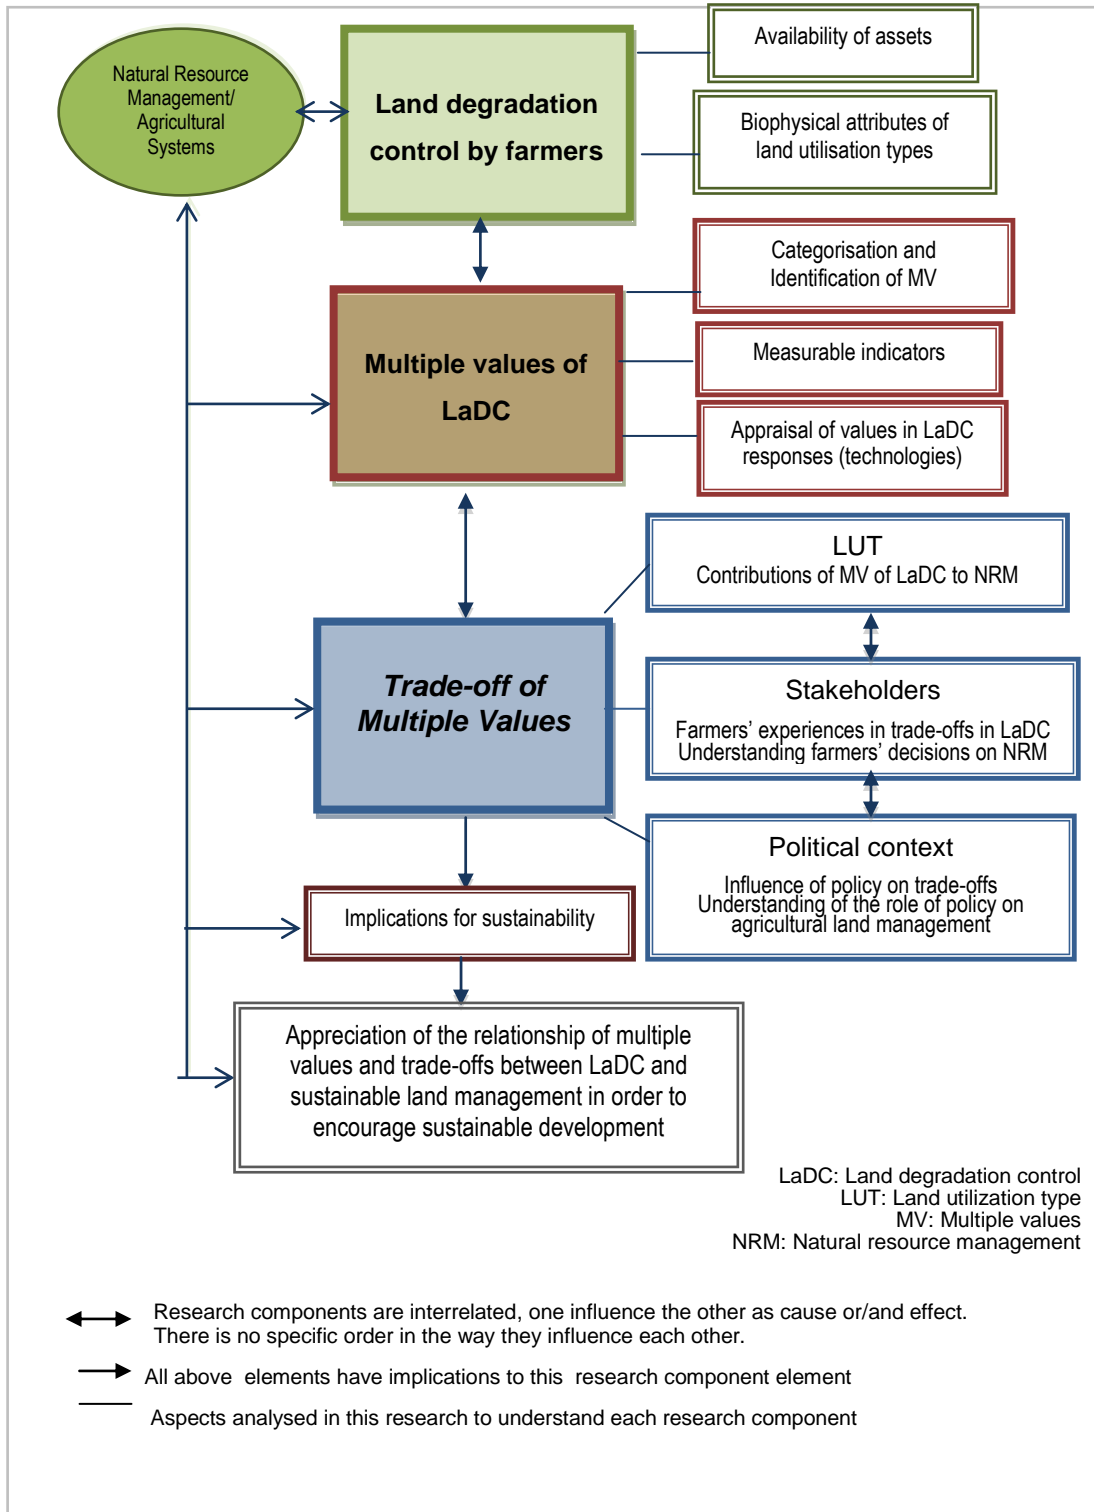 Natural Resource
Management/
Agricultural
Systems
Land degradation
control by farmers
Availability of assets
Biophysical attributes of
land utilisation types
Multiple values of
LaDC
Categorisation and
Identification of MV
Measurable indicators
Appraisal of values in LaDC
responses (technologies)
Trade-off of
Multiple Values
LUT
Contributions of MV of LaDC to NRM
Stakeholders
Farmers’ experiences in trade-offs in LaDC
Understanding farmers’ decisions on NRM
Political context
Influence of policy on trade-offs
Understanding of the role of policy on
agricultural land management
Implications for sustainability
Appreciation of the relationship of multiple
values and trade-offs between LaDC and
sustainable land management in order to
encourage sustainable development
LaDC: Land degradation control
LUT: Land utilization type
MV: Multiple values
NRM: Natural resource management
Research components are interrelated, one influence the other as cause or/and effect.
There is no specific order in the way they influence each other.
All above elements have implications to this research component element
Aspects analysed in this research to understand each research component